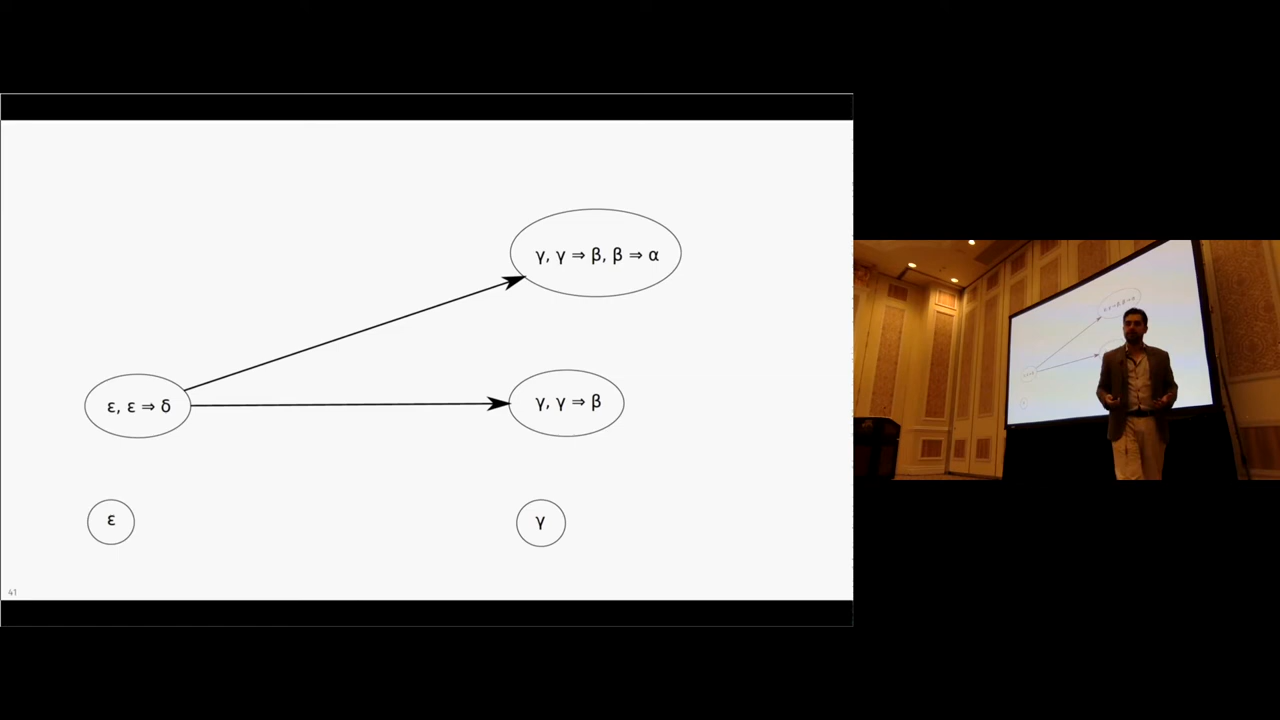 γ, γ ⇒ β, β ⇒ α
ε, ε ⇒ δ
γ, γ ⇒ β
ε
γ
41